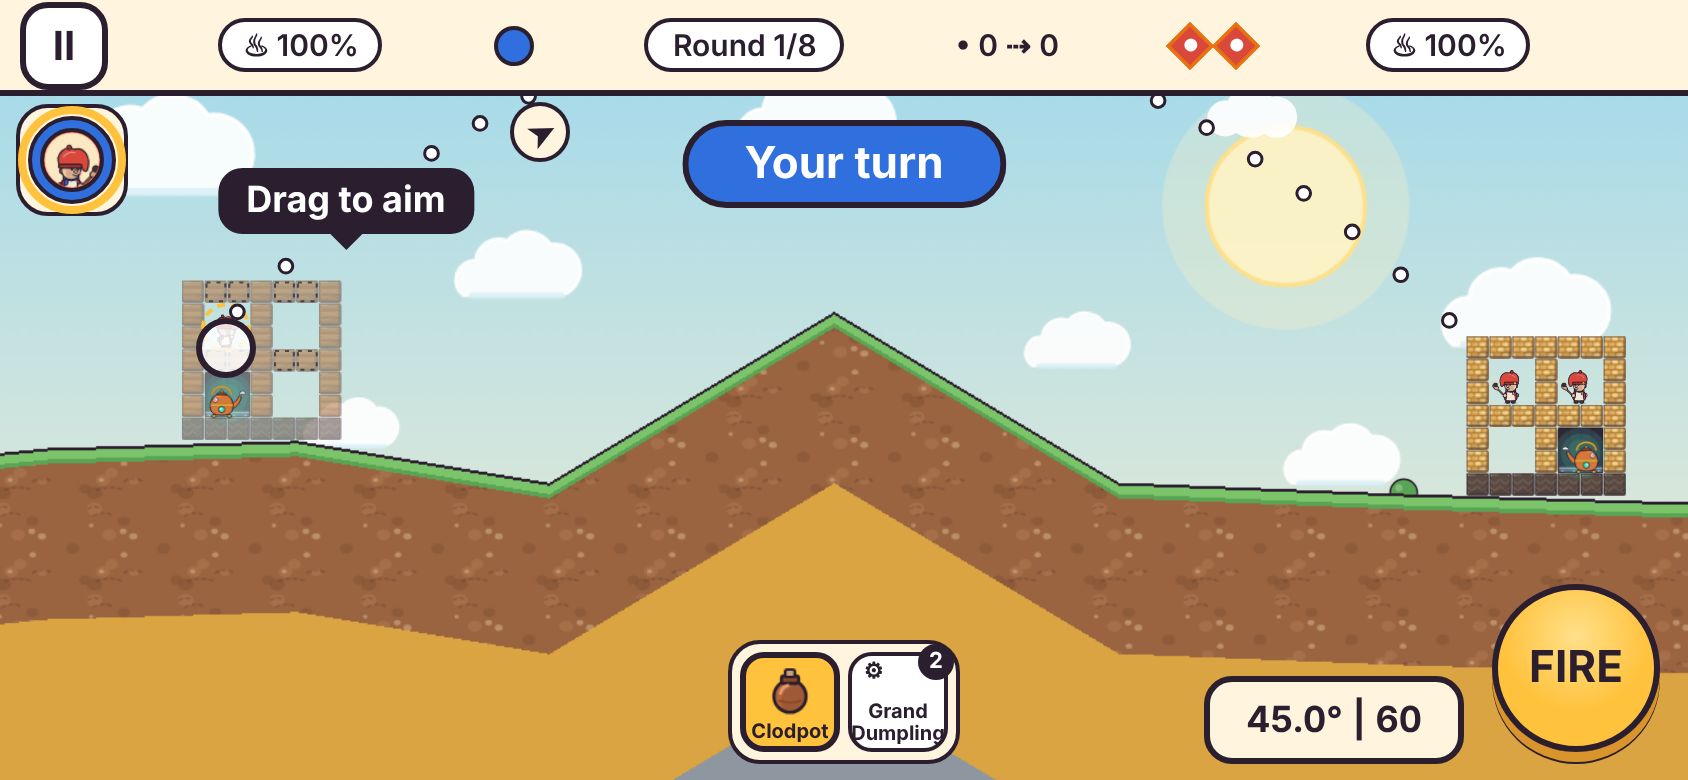 100%
Round 1/8
• 0 ⇢ 0
100%
Your turn
Drag to aim
2
Clodpot
Grand
Dumpling
45.0° | 60
FIRE